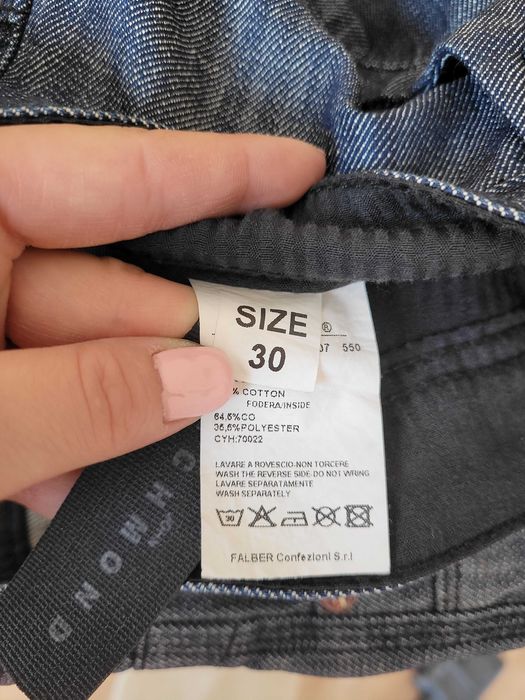 SIZE
30
®
07 550
% COTTON
FODERA/INSIDE
64,5%CO
35,5%POLYESTER
CYH:70022
LAVARE A ROVESCIO-NON TORCERE
WASH THE REVERSE SIDE DO NOT WRING
LAVARE SEPARATAMENTE
WASH SEPARATELY
30
FALBER Confezioni S.r.l
GHMOND